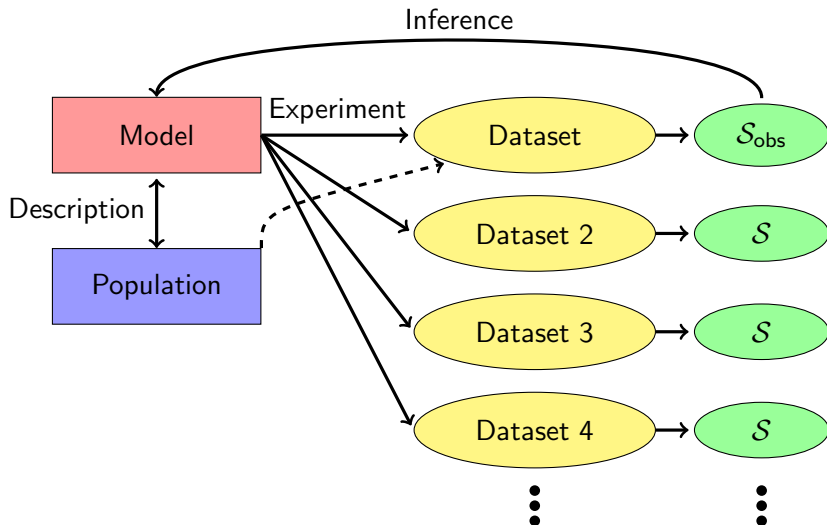 Inference
Model
Experiment
Dataset
𝒮obs
Description
Dataset 2
𝒮
Population
Dataset 3
𝒮
Dataset 4
𝒮